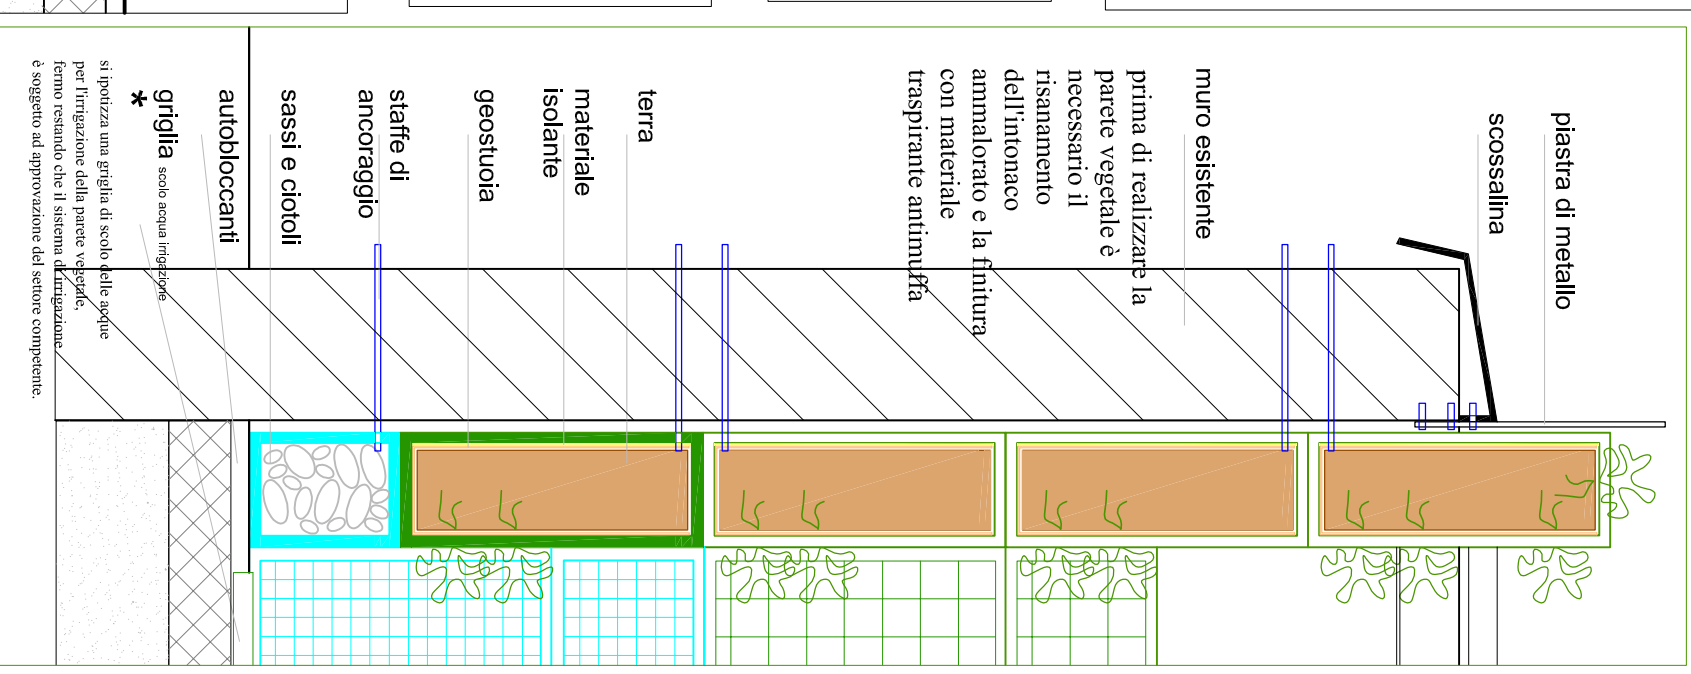 piastra di metallo
scossalina
muro esistente
prima di realizzare la
parete vegetale è
necessario il
risanamento
dell'intonaco
ammalorato e la finitura
con materiale
traspirante antimuffa
terra
materiale
isolante
geostuoia
staffe di
ancoraggio
sassi e ciotoli
autobloccanti
griglia scolo acqua irrigazione
*
si ipotizza una griglia di scolo delle acque
per l'irrigazione della parete vegetale,
fermo restando che il sistema di irrigazione
è soggetto ad approvazione del settore competente.